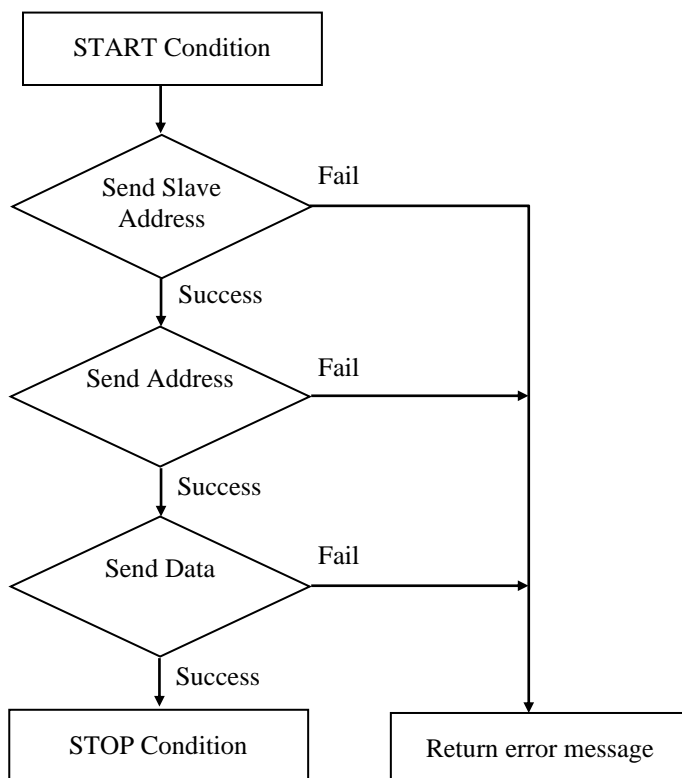 START Condition
Send Slave
Address
Fail
Success
Send Address
Fail
Success
Send Data
Fail
Success
STOP Condition
Return error message